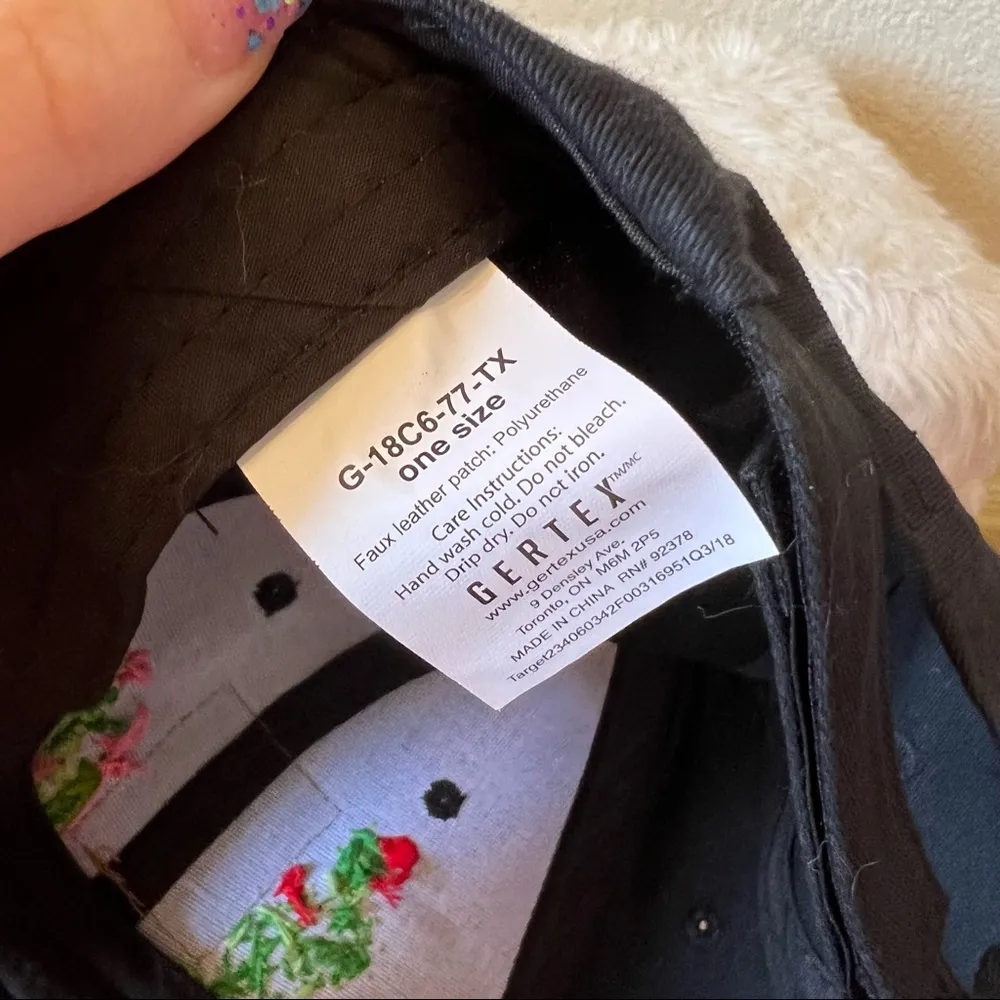 G-18C6-77-TX
one size
Faux leather patch: Polyurethane
Care Instructions:
Hand wash cold. Do not bleach.
Drip dry. Do not iron.
GERTEX™/MC
www.gertexusa.com
9 Densley Ave.
Toronto, ON M6M 2P5
MADE IN CHINA RN# 92378
Target234060342F00316951Q3/18